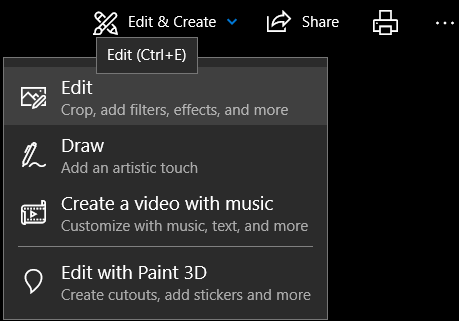 Edit & Create Share
Edit (Ctrl+E)
Edit
Crop, add filters, effects, and more
Draw
Add an artistic touch
Create a video with music
Customize with music, text, and more
Edit with Paint 3D
Create cutouts, add stickers and more